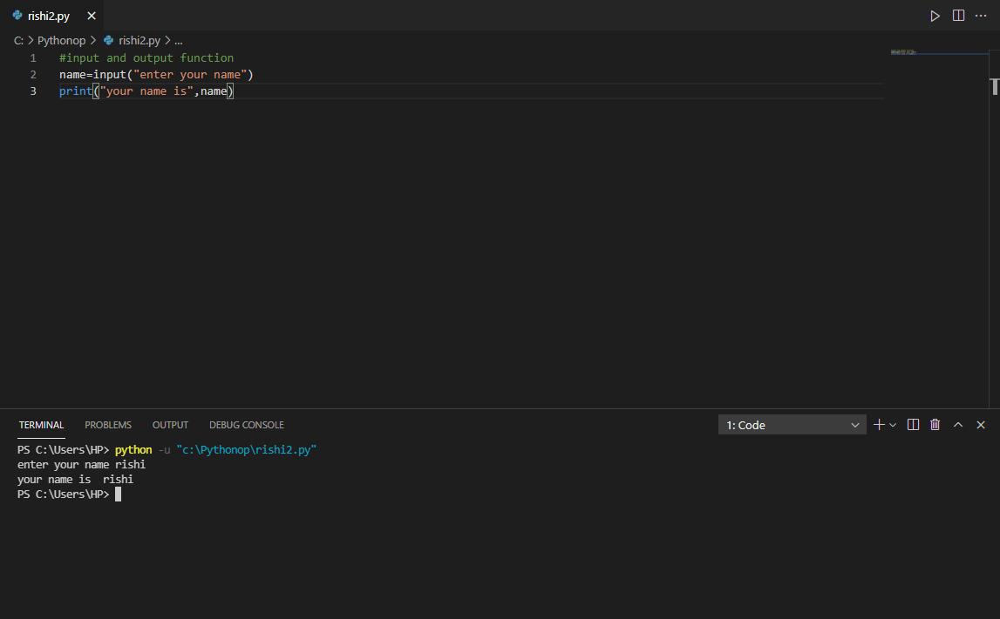 rishi2.py
C: > Pythonop > rishi2.py > ...
1 #input and output function
2 name=input("enter your name")
3 print("your name is",name)
TERMINAL PROBLEMS OUTPUT DEBUG CONSOLE 1: Code
PS C:\Users\HP> python -u "c:\Pythonop\rishi2.py"
enter your name rishi
your name is  rishi
PS C:\Users\HP>